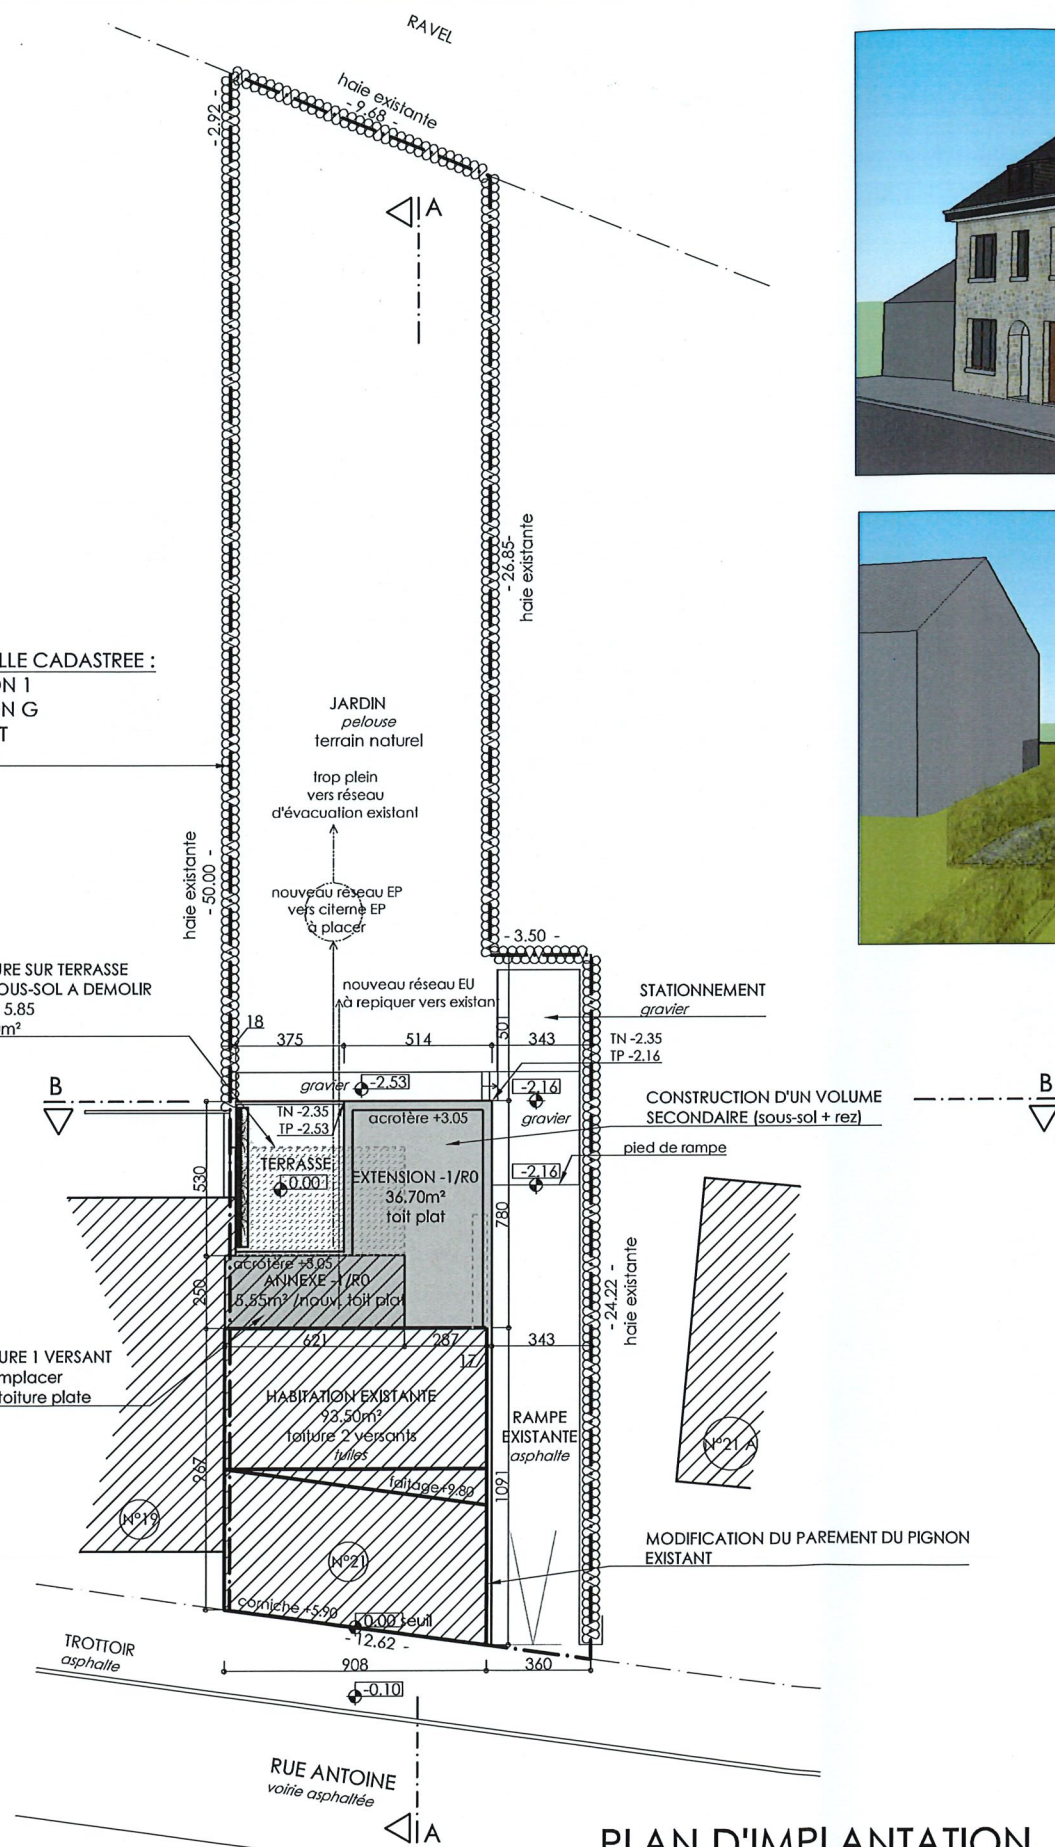 RAVEL
haie existante
- 9.68 -
- 2.92 -
A
- 26.85-
haie existante
LLE CADASTREE :
ON 1
N G
T
JARDIN
pelouse
terrain naturel
trop plein
vers réseau
d'évacuation existant
haie existante
- 50.00 -
nouveau réseau EP
vers citerne EP
à placer
- 3.50 -
RE SUR TERRASSE
OUS-SOL A DEMOLIR
5.85
m²
nouveau réseau EU
à repiquer vers existant
STATIONNEMENT
gravier
18
375
514
501
343
TN -2.35
TP -2.16
B
gravier
-2.53
-2.16
gravier
B
CONSTRUCTION D'UN VOLUME
SECONDAIRE (sous-sol + rez)
TN -2.35
TP -2.53
acrotère +3.05
pied de rampe
TERRASSE
0.00
EXTENSION -1/R0
36.70m²
toit plat
-2.16
530
780
acrotère +3.05
ANNEXE -1/R0
5.55m² /nouv. toit plat
250
- 24.22 -
haie existante
621
287
343
17
URE 1 VERSANT
mplacer
toiture plate
HABITATION EXISTANTE
93.50m²
toiture 2 versants
tuiles
RAMPE
EXISTANTE
asphalte
N°21 A
967
faitage+9.80
1091
N°19
N°21
MODIFICATION DU PAREMENT DU PIGNON
EXISTANT
corniche +5.90
0.00 seuil
- 12.62 -
TROTTOIR
asphalte
908
360
-0.10
RUE ANTOINE
voirie asphaltée
A
PLAN D'IMPLANTATION